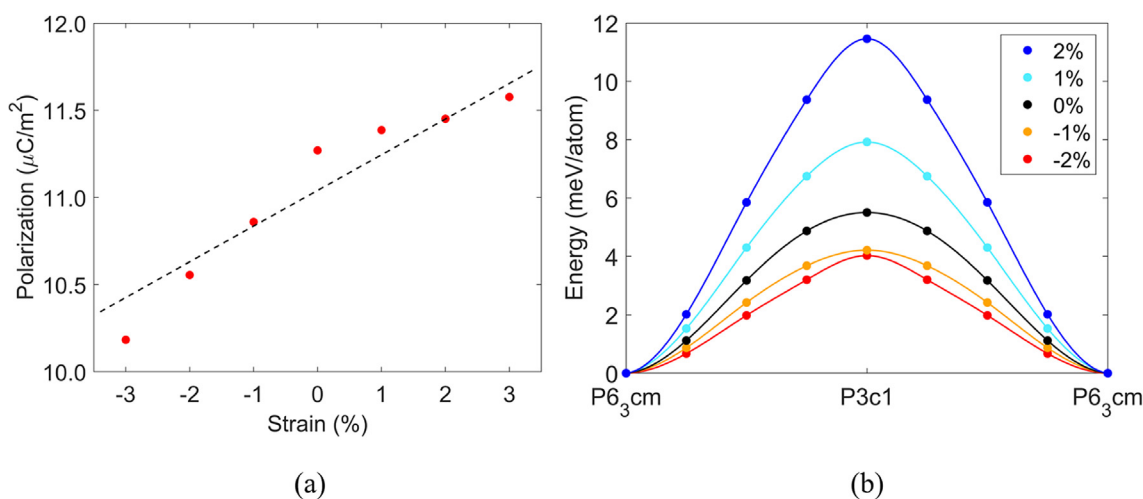 12.0
11.5
11.0
10.5
10.0
Polarization (μC/m²)
-3 -2 -1 0 1 2 3
Strain (%)
(a)
12
10
8
6
4
2
0
Energy (meV/atom)
2%
1%
0%
-1%
-2%
P6₃cm P3c1 P6₃cm
(b)